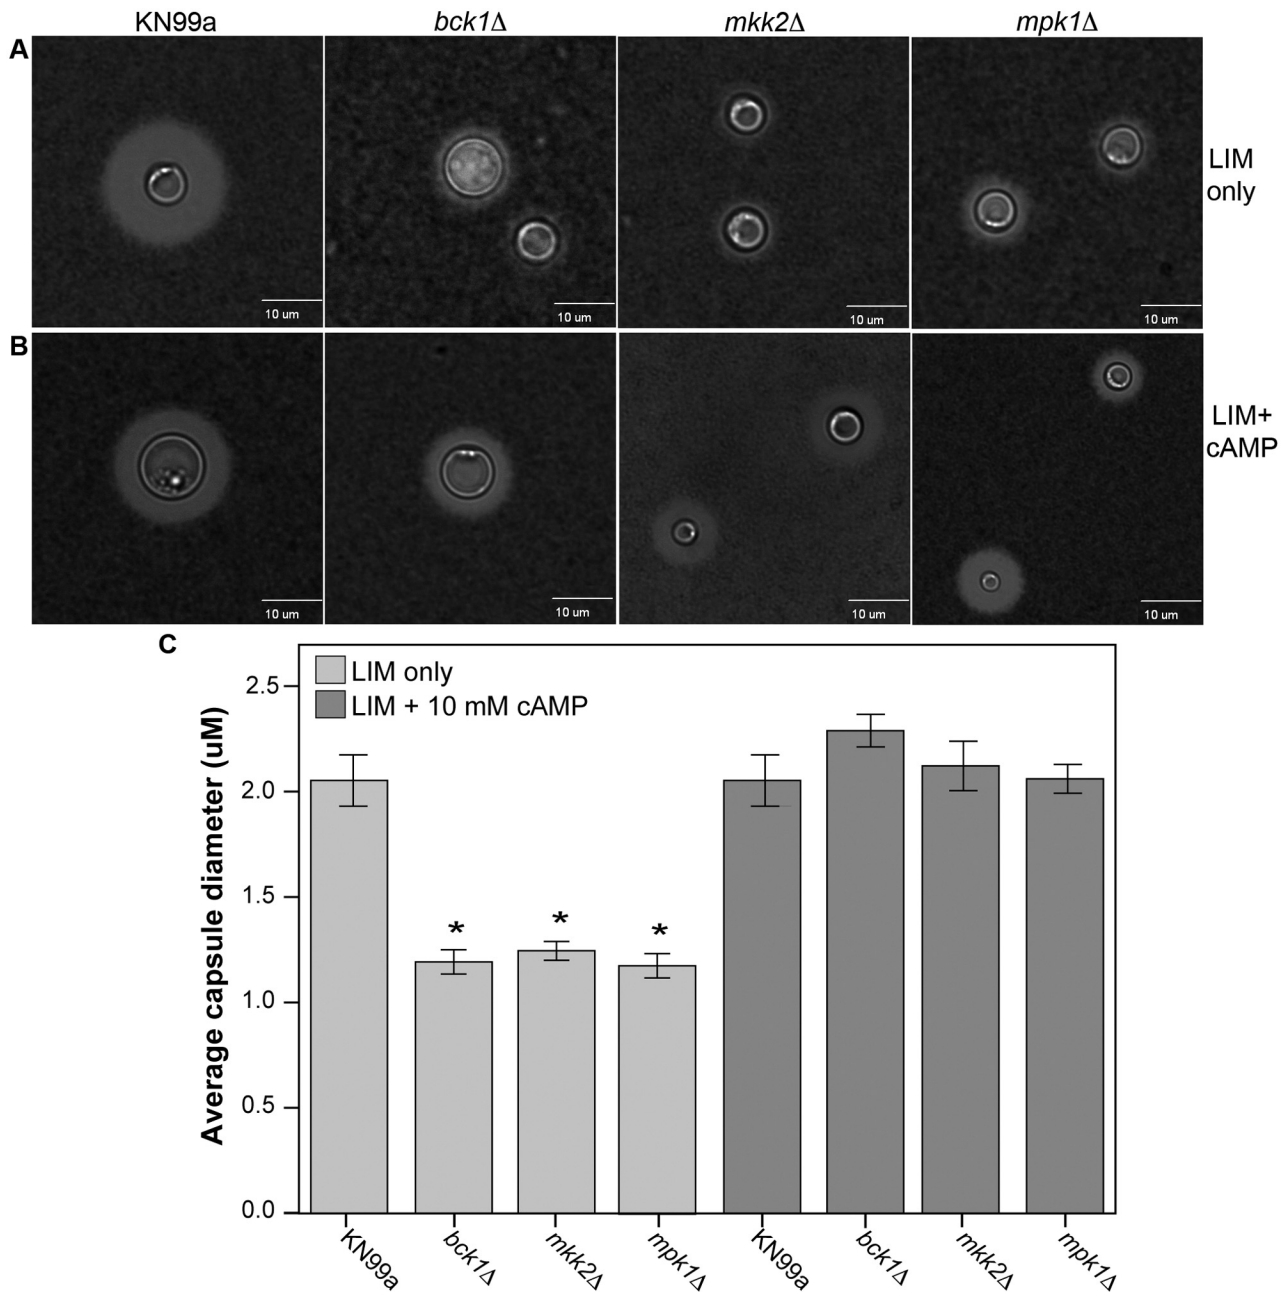 KN99a bck1Δ mkk2Δ mpk1Δ
A
LIM
only
10 um 10 um 10 um 10 um
B
LIM+
cAMP
10 um 10 um 10 um 10 um
C
LIM only
LIM + 10 mM cAMP
Average capsule diameter (uM)
2.5
2.0
* * *
1.5
1.0
0.5
0.0
KN99a bck1Δ mkk2Δ mpk1Δ KN99a bck1Δ mkk2Δ mpk1Δ